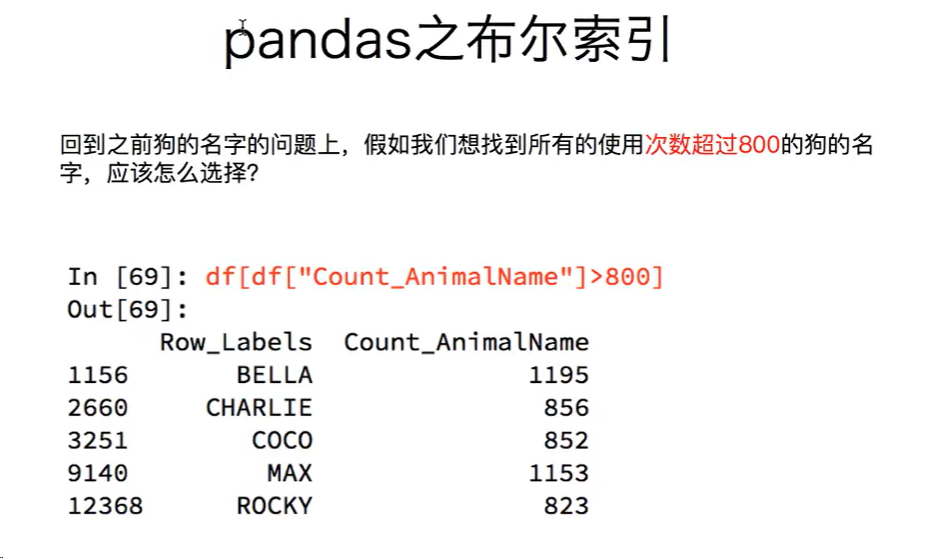 pandas之布尔索引
回到之前狗的名字的问题上，假如我们想找到所有的使用次数超过800的狗的名
字，应该怎么选择？
In [69]: df[df["Count_AnimalName"]>800]
Out[69]:
Row_Labels  Count_AnimalName
1156 BELLA 1195
2660 CHARLIE 856
3251 COCO 852
9140 MAX 1153
12368 ROCKY 823